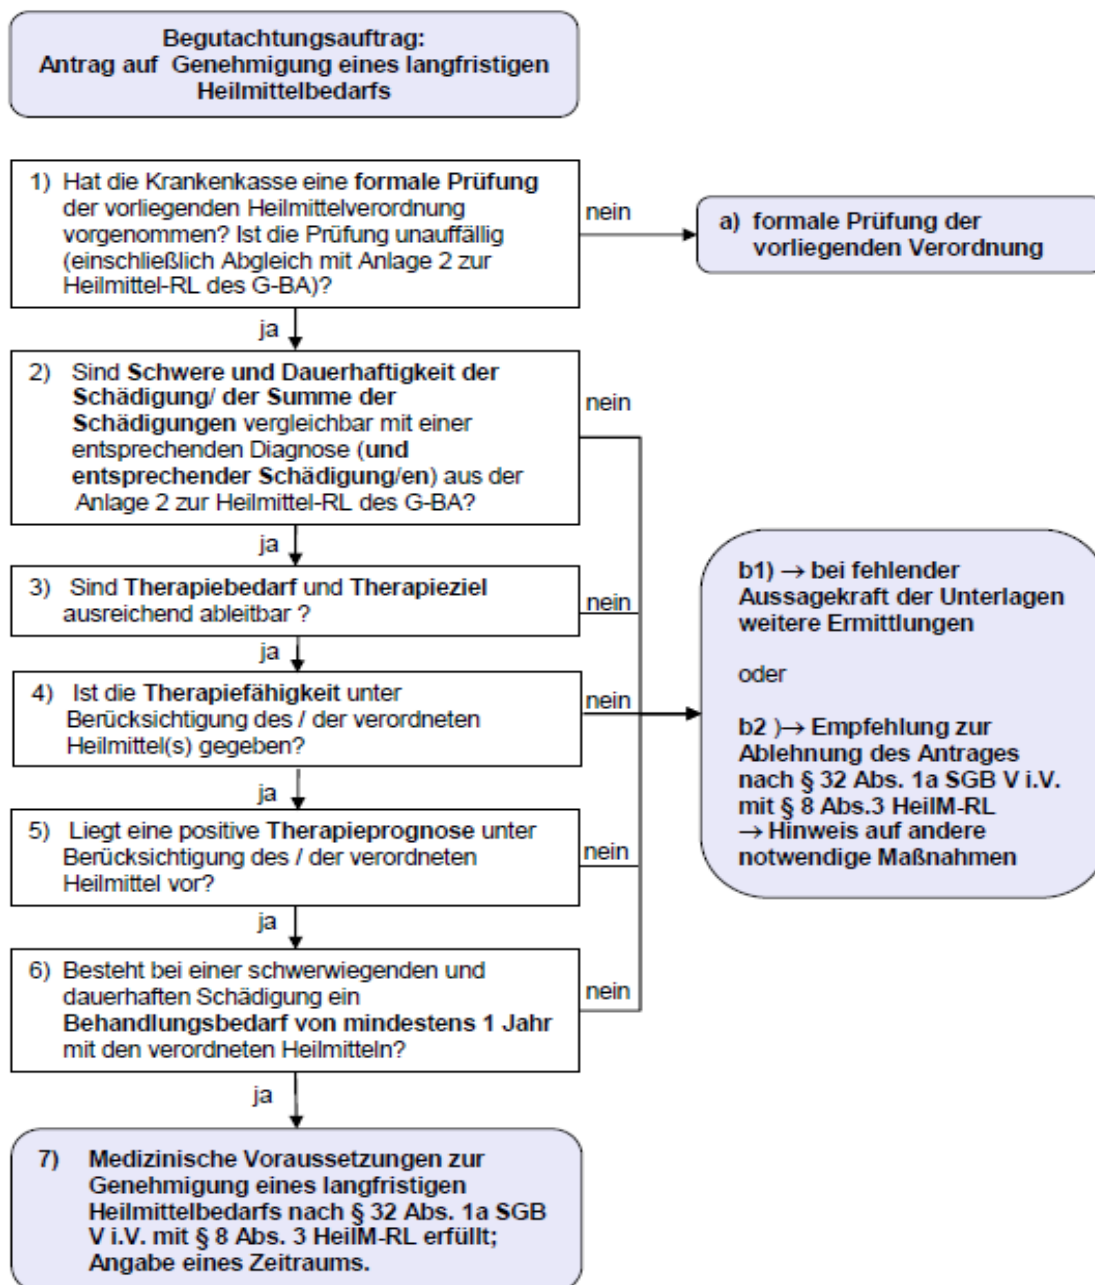 Begutachtungsauftrag:
Antrag auf Genehmigung eines langfristigen
Heilmittelbedarfs
1) Hat die Krankenkasse eine formale Prüfung
der vorliegenden Heilmittelverordnung
vorgenommen? Ist die Prüfung unauffällig
(einschließlich Abgleich mit Anlage 2 zur
Heilmittel-RL des G-BA)?
nein
a) formale Prüfung der
vorliegenden Verordnung
ja
2) Sind Schwere und Dauerhaftigkeit der
Schädigung/ der Summe der
Schädigungen vergleichbar mit einer
entsprechenden Diagnose (und
entsprechender Schädigung/en) aus der
Anlage 2 zur Heilmittel-RL des G-BA?
nein
ja
3) Sind Therapiebedarf und Therapieziel
ausreichend ableitbar ?
nein
ja
4) Ist die Therapiefähigkeit unter
Berücksichtigung des / der verordneten
Heilmittel(s) gegeben?
nein
ja
5) Liegt eine positive Therapieprognose unter
Berücksichtigung des / der verordneten
Heilmittel vor?
nein
ja
6) Besteht bei einer schwerwiegenden und
dauerhaften Schädigung ein
Behandlungsbedarf von mindestens 1 Jahr
mit den verordneten Heilmitteln?
nein
b1) → bei fehlender
Aussagekraft der Unterlagen
weitere Ermittlungen
oder
b2 )→ Empfehlung zur
Ablehnung des Antrages
nach § 32 Abs. 1a SGB V i.V.
mit § 8 Abs.3 HeilM-RL
→ Hinweis auf andere
notwendige Maßnahmen
ja
7) Medizinische Voraussetzungen zur
Genehmigung eines langfristigen
Heilmittelbedarfs nach § 32 Abs. 1a SGB
V i.V. mit § 8 Abs. 3 HeilM-RL erfüllt;
Angabe eines Zeitraums.